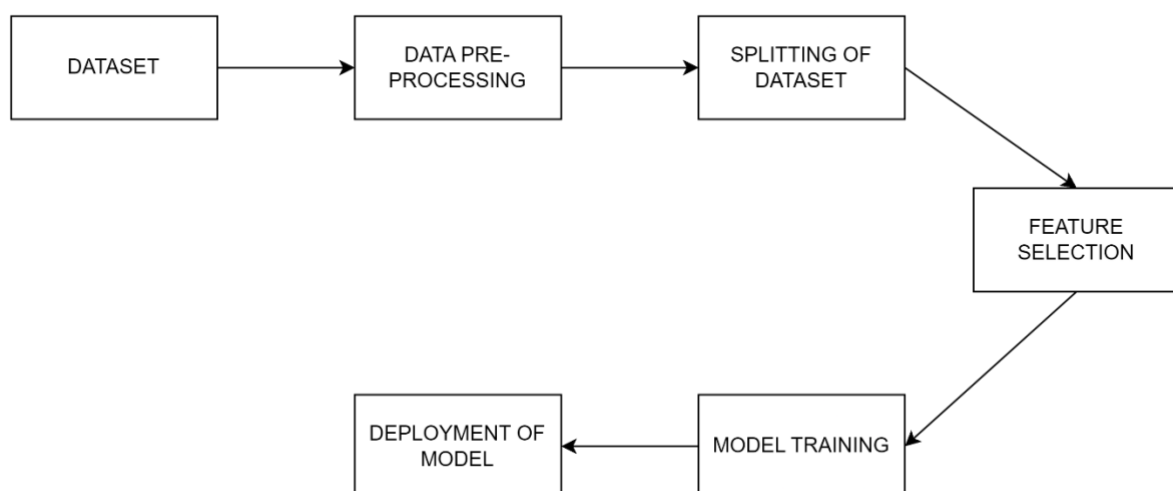 DATASET
DATA PRE-
PROCESSING
SPLITTING OF
DATASET
FEATURE
SELECTION
MODEL TRAINING
DEPLOYMENT OF
MODEL